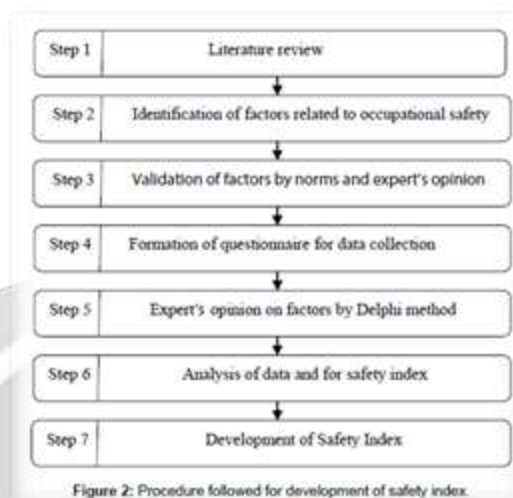 Step 1 Literature review
Step 2 Identification of factors related to occupational safety
Step 3 Validation of factors by norms and expert's opinion
Step 4 Formation of questionnaire for data collection
Step 5 Expert's opinion on factors by Delphi method
Step 6 Analysis of data and for safety index
Step 7 Development of Safety Index
Figure 2: Procedure followed for development of safety index.